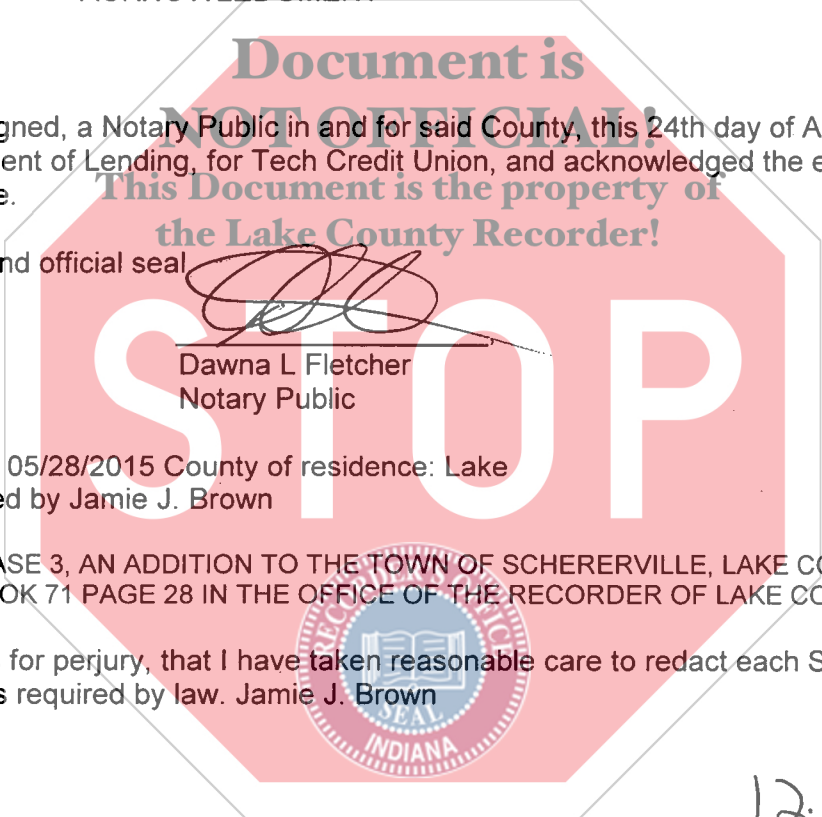 Document is
NOT OFFICIAL!
gned, a Notary Public in and for said County, this 24th day of A
ent of Lending, for Tech Credit Union, and acknowledged the e
This Document is the property of
e.
the Lake County Recorder!
nd official seal
STOP
Dawna L Fletcher
Notary Public
05/28/2015 County of residence: Lake
ed by Jamie J. Brown
ASE 3, AN ADDITION TO THE TOWN OF SCHERERVILLE, LAKE CO
OK 71 PAGE 28 IN THE OFFICE OF THE RECORDER OF LAKE CO
RECORDER'S OFFICE
for perjury, that I have taken reasonable care to redact each S
s required by law. Jamie J. Brown
SEAL
INDIANA
12.